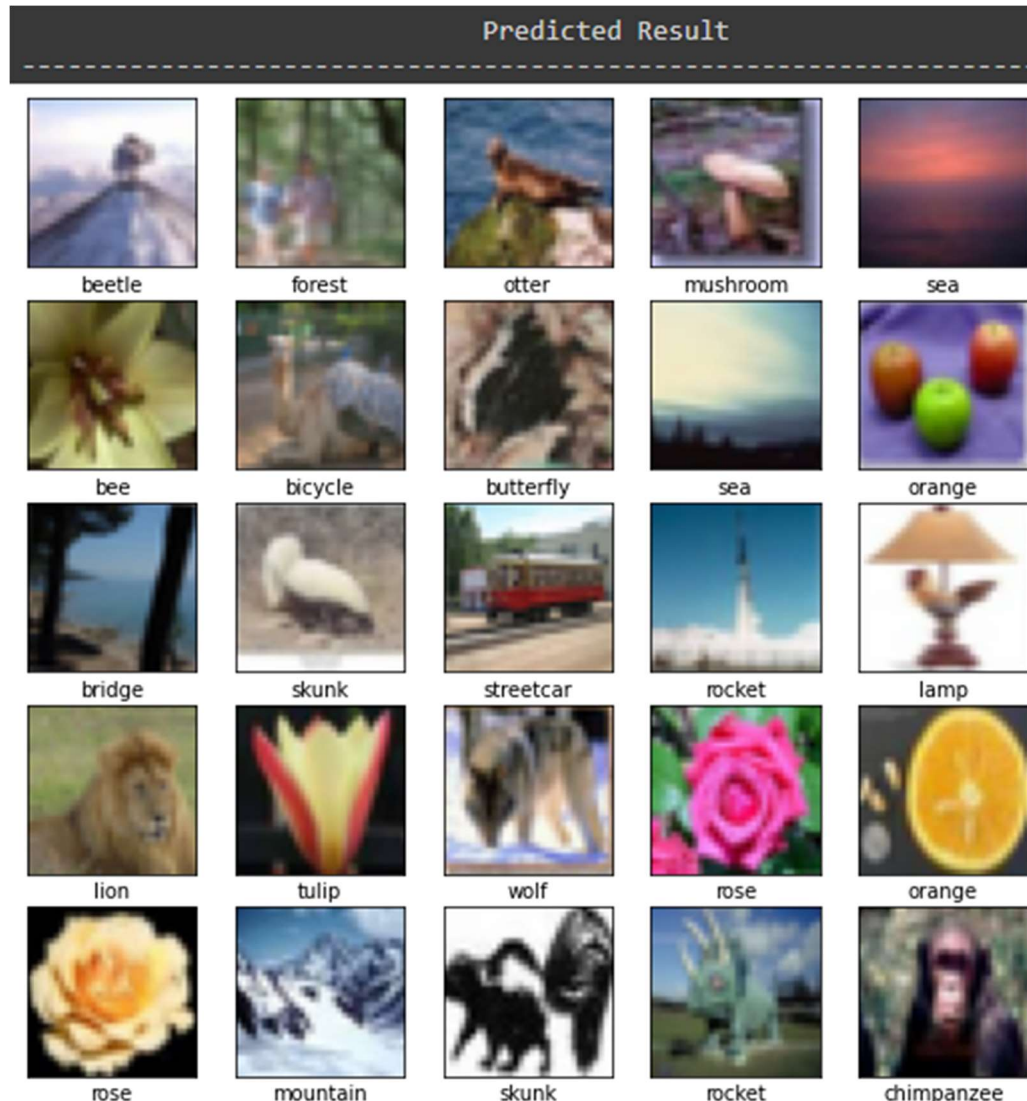 Predicted Result
beetle forest otter mushroom sea
bee bicycle butterfly sea orange
bridge skunk streetcar rocket lamp
lion tulip wolf rose orange
rose mountain skunk rocket chimpanzee